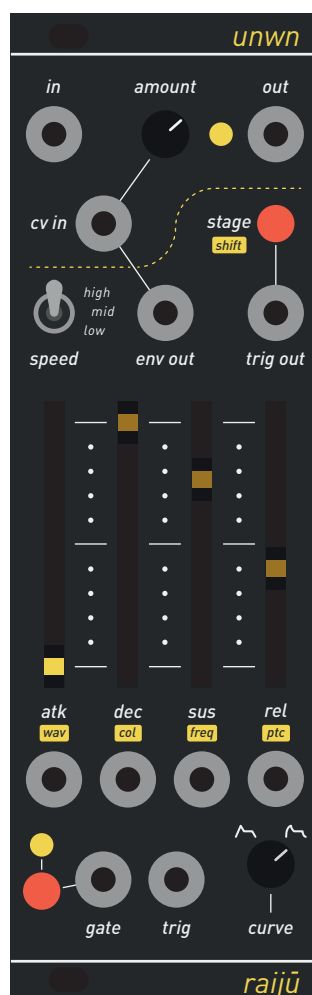 unwn
in amount out
cv in stage
shift
high
mid
low
speed env out trig out
atk dec sus rel
wav col freq ptc
gate trig curve
raijū